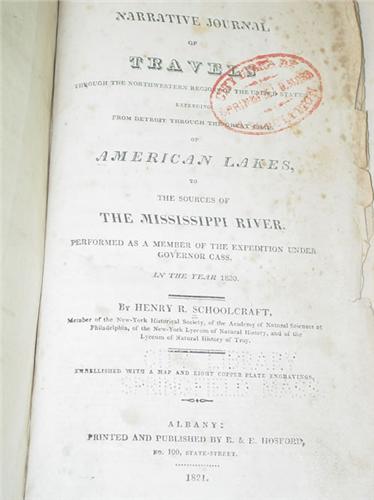 NARRATIVE JOURNAL
OF
TRAVELS
THROUGH THE NORTHWESTERN REGIONS OF THE UNITED STATES
EXTENDING
FROM DETROIT THROUGH THE GREAT CHAIN
OF
AMERICAN LAKES,
TO
THE SOURCES OF
THE MISSISSIPPI RIVER.
PERFORMED AS A MEMBER OF THE EXPEDITION UNDER
GOVERNOR CASS.
IN THE YEAR 1820.
BY HENRY R. SCHOOLCRAFT,
Member of the New-York Historical Society, of the Academy of Natural Sciences at
Philadelphia, of the New-York Lyceum of Natural History, and of the
Lyceum of Natural History of Troy.
EMBELLISHED WITH A MAP AND EIGHT COPPER PLATE ENGRAVINGS.
ALBANY:
PRINTED AND PUBLISHED BY E. & E. HOSFORD,
NO. 100, STATE-STREET.
1821.